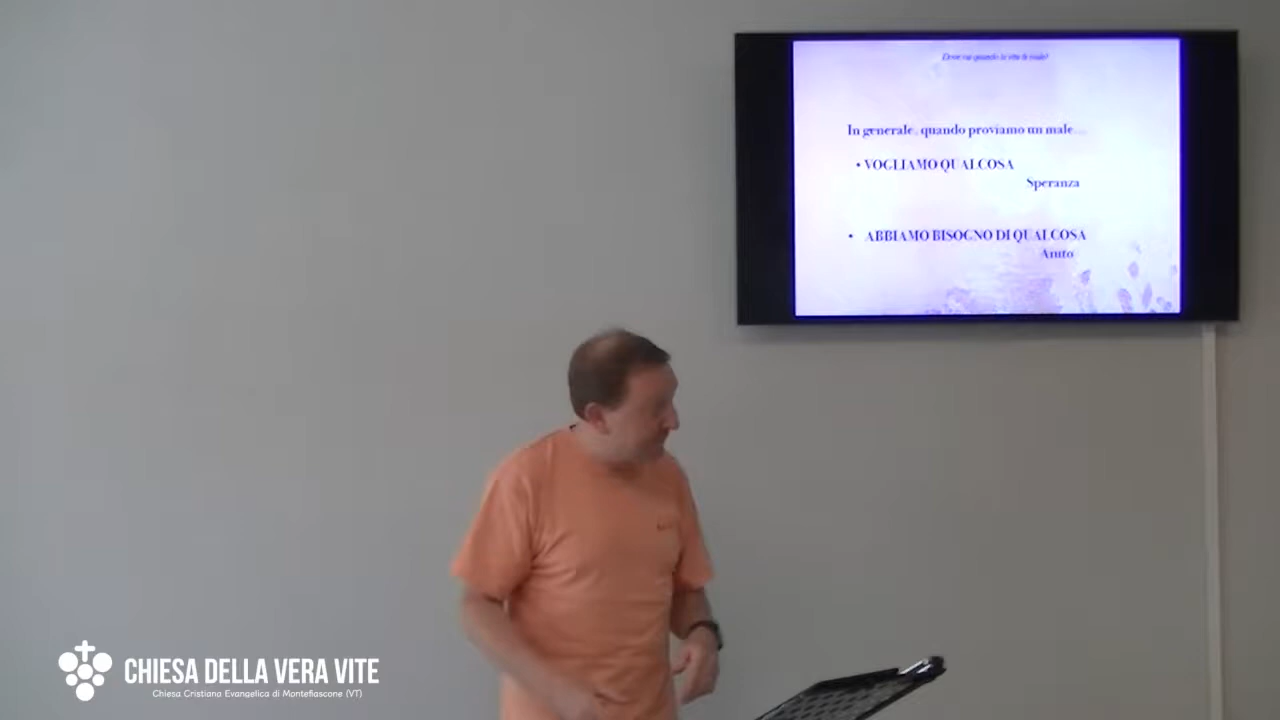 Dove vai quando la vita fa male?
In generale, quando proviamo un male...
• VOGLIAMO QUALCOSA
Speranza
• ABBIAMO BISOGNO DI QUALCOSA
Aiuto
CHIESA DELLA VERA VITE
Chiesa Cristiana Evangelica di Montefiascone (VT)